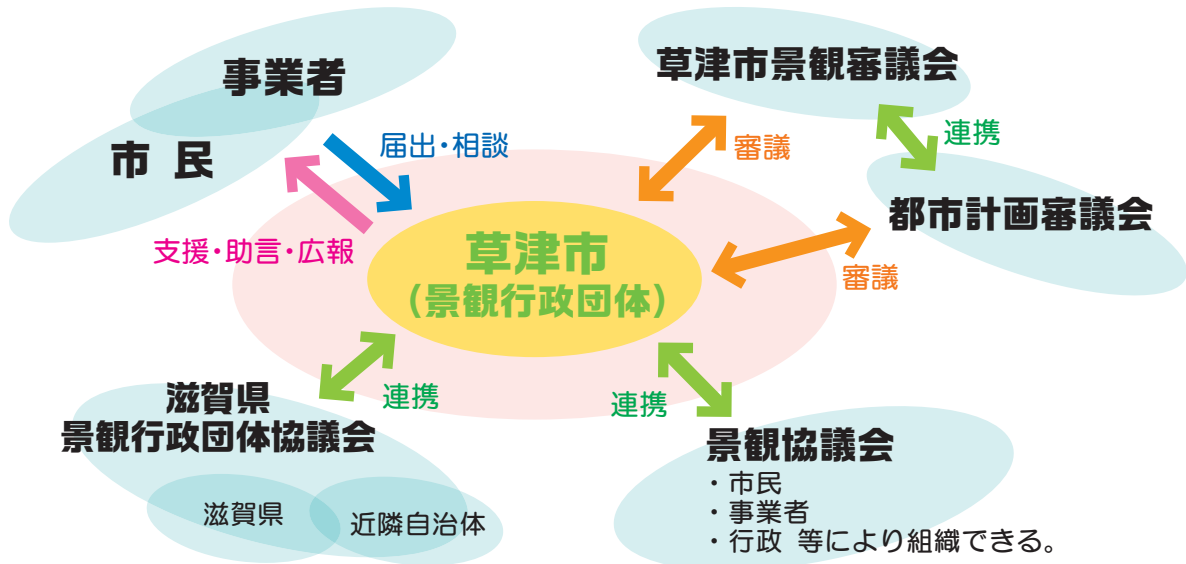 事業者
市 民
届出・相談
支援・助言・広報
草津市景観審議会
審議
連携
都市計画審議会
審議
草津市
(景観行政団体)
連携
滋賀県
景観行政団体協議会
滋賀県
近隣自治体
連携
景観協議会
・市民
・事業者
・行政 等により組織できる。